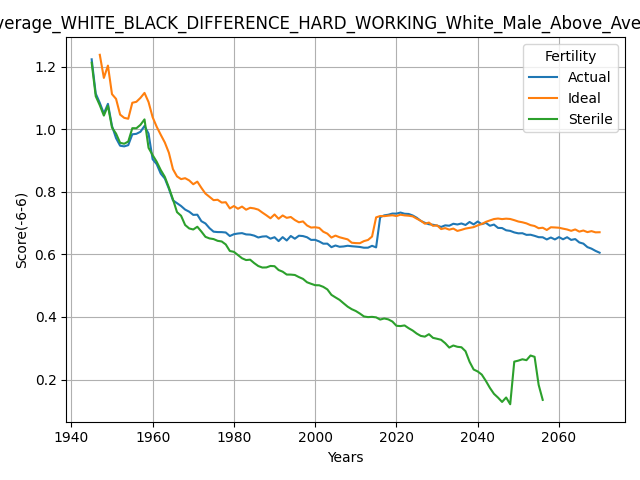 verage_WHITE_BLACK_DIFFERENCE_HARD_WORKING_White_Male_Above_Ave
Fertility
Actual
Ideal
Sterile
Score(-6-6)
1.2
1.0
0.8
0.6
0.4
0.2
1940 1960 1980 2000 2020 2040 2060
Years